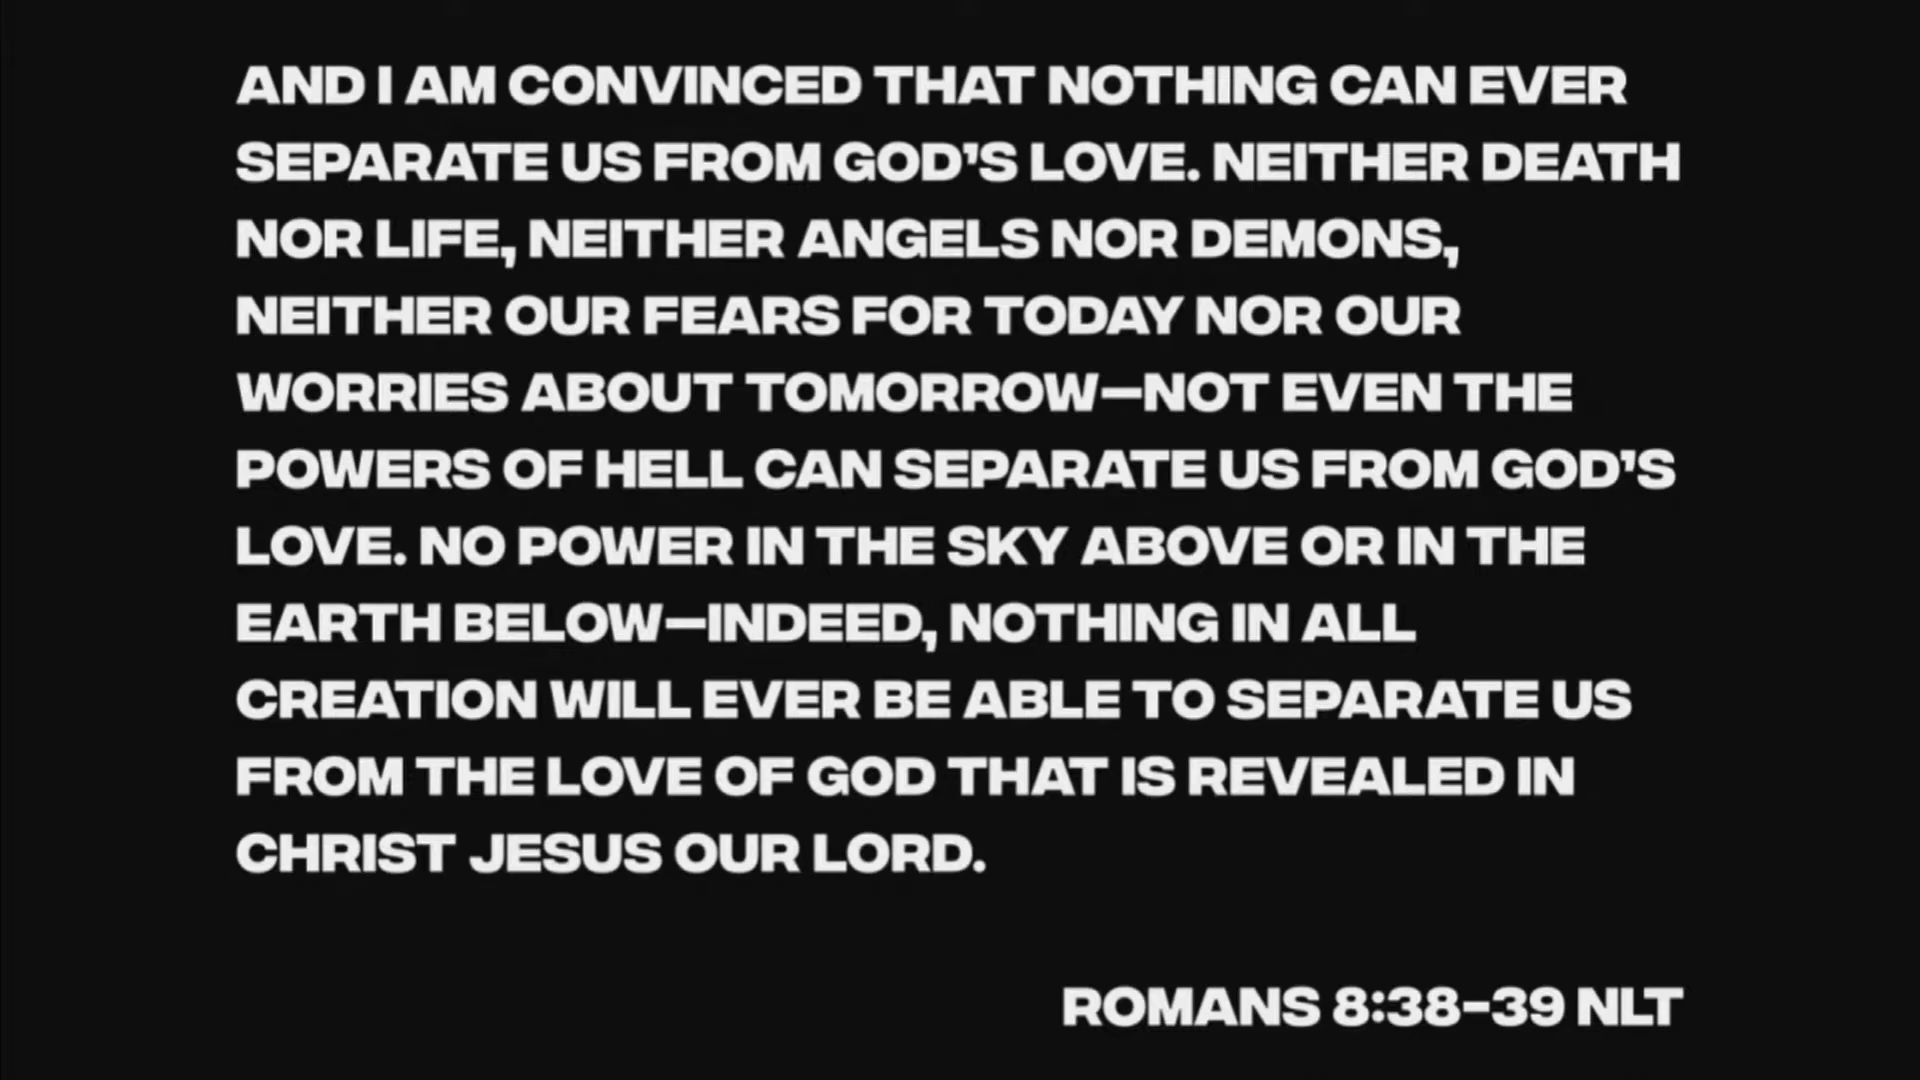 AND I AM CONVINCED THAT NOTHING CAN EVER
SEPARATE US FROM GOD'S LOVE. NEITHER DEATH
NOR LIFE, NEITHER ANGELS NOR DEMONS,
NEITHER OUR FEARS FOR TODAY NOR OUR
WORRIES ABOUT TOMORROW—NOT EVEN THE
POWERS OF HELL CAN SEPARATE US FROM GOD'S
LOVE. NO POWER IN THE SKY ABOVE OR IN THE
EARTH BELOW—INDEED, NOTHING IN ALL
CREATION WILL EVER BE ABLE TO SEPARATE US
FROM THE LOVE OF GOD THAT IS REVEALED IN
CHRIST JESUS OUR LORD.
ROMANS 8:38–39 NLT